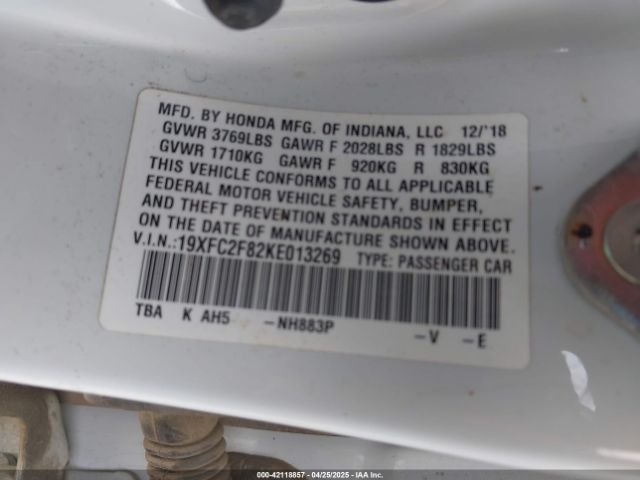 MFD. BY HONDA MFG. OF INDIANA, LLC 12/'18
GVWR 3769LBS GAWR F 2028LBS R 1829LBS
GVWR 1710KG GAWR F 920KG R 830KG
THIS VEHICLE CONFORMS TO ALL APPLICABLE
FEDERAL MOTOR VEHICLE SAFETY, BUMPER,
AND THEFT PREVENTION STANDARDS IN EFFECT
ON THE DATE OF MANUFACTURE SHOWN ABOVE.
V.I.N.:19XFC2F82KE013269 TYPE: PASSENGER CAR
TBA K AH5 -NH883P -V -E
000-42118857 - 04/25/2025 - IAA Inc.